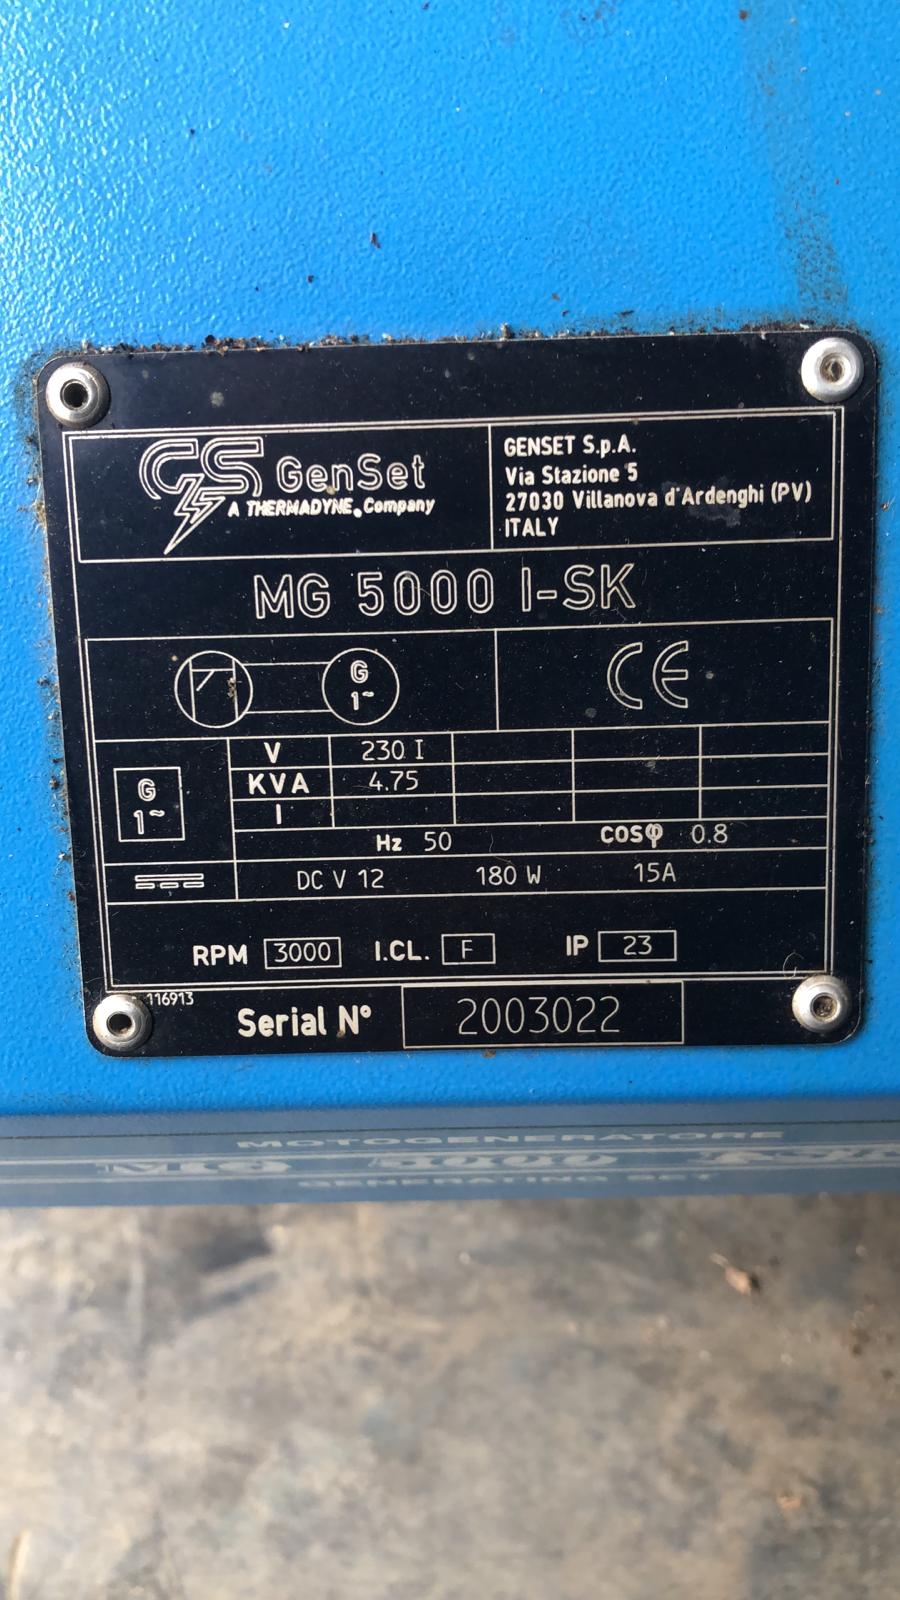 GS GenSet
A THERMADYNE® Company
GENSET S.p.A.
Via Stazione 5
27030 Villanova d'Ardenghi (PV)
ITALY
MG 5000 I-SK
G
1~
CE
G
1~
V 230 I
KVA 4.75
I
Hz 50 cosφ 0.8
DC V 12 180 W 15A
RPM 3000 I.CL. F IP 23
116913
Serial N° 2003022
MOTOGENERATORE
MG 5000
GENERATING SET